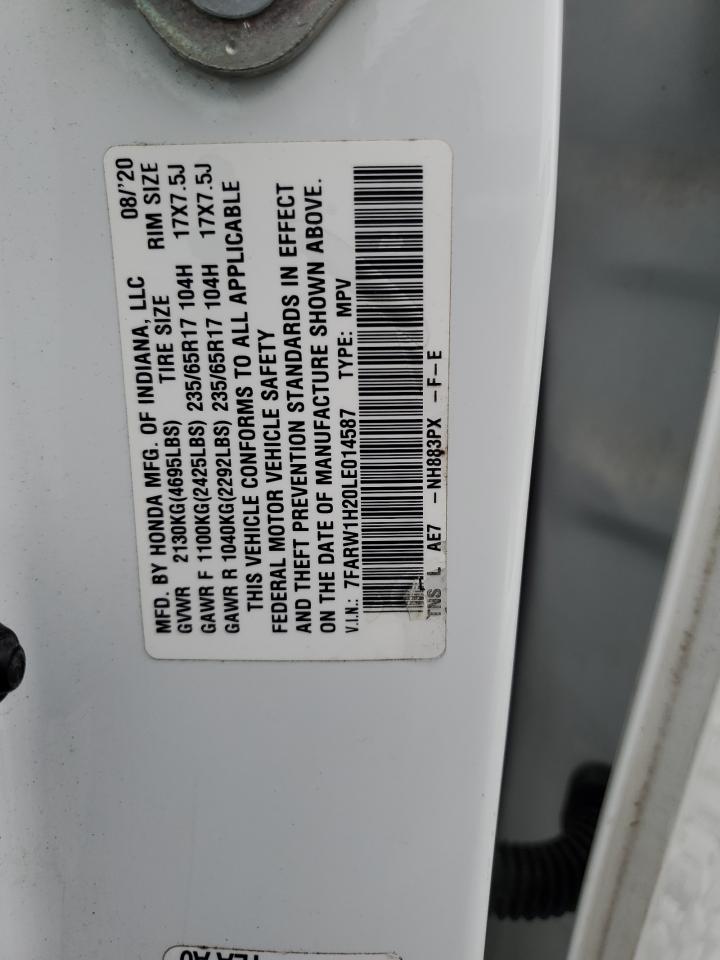 MFD. BY HONDA MFG. OF INDIANA, LLC 08/'20
GVWR 2130KG(4695LBS) TIRE SIZE RIM SIZE
GAWR F 1100KG(2425LBS) 235/65R17 104H 17X7.5J
GAWR R 1040KG(2292LBS) 235/65R17 104H 17X7.5J
THIS VEHICLE CONFORMS TO ALL APPLICABLE
FEDERAL MOTOR VEHICLE SAFETY
AND THEFT PREVENTION STANDARDS IN EFFECT
ON THE DATE OF MANUFACTURE SHOWN ABOVE.
V.I.N.: 7FARW1H20LE014587 TYPE: MPV
TNS L AE7 -NH883PX -F-E